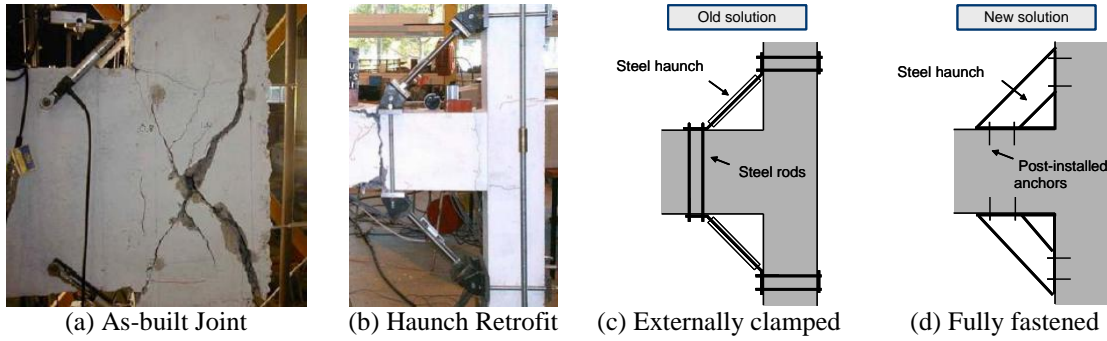 Old solution
New solution
Steel haunch
Steel rods
Steel haunch
Post-installed
anchors
(a) As-built Joint
(b) Haunch Retrofit
(c) Externally clamped
(d) Fully fastened